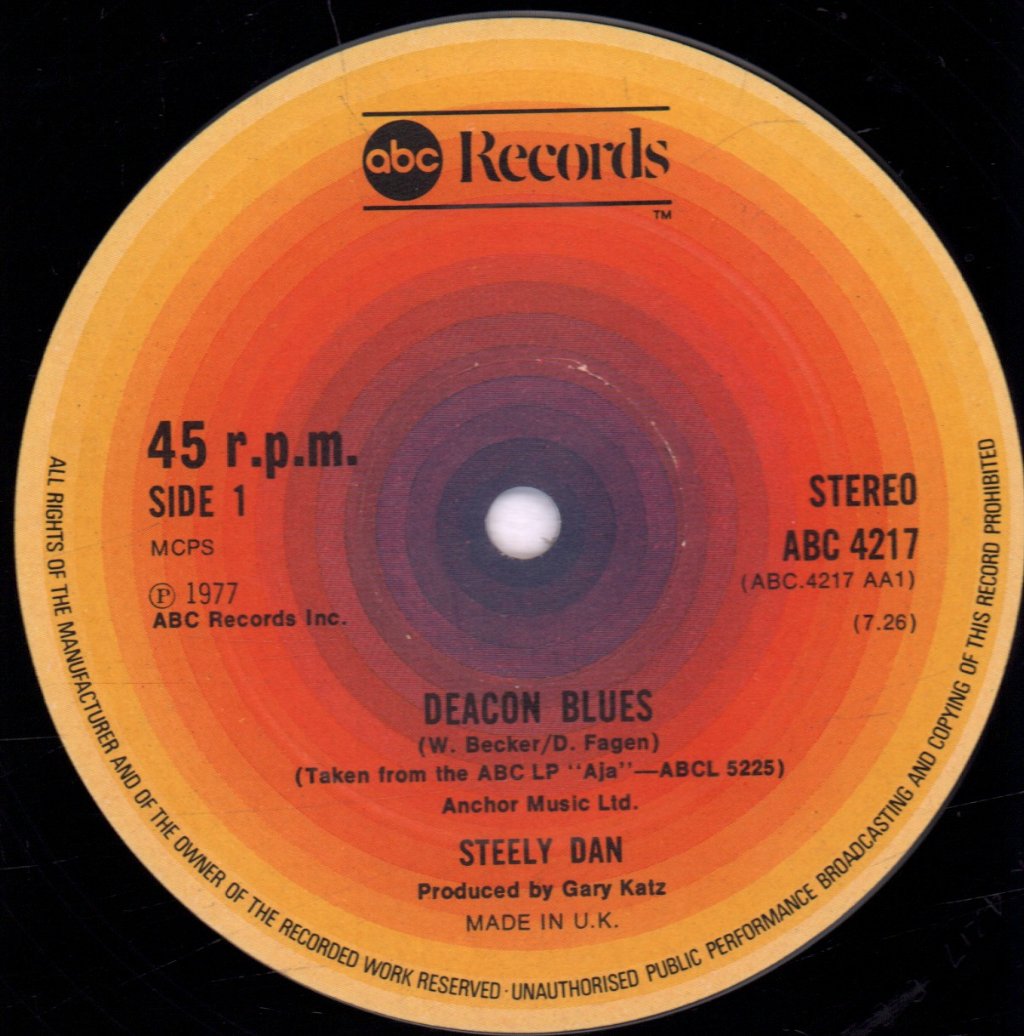 abc Records
TM
45 r.p.m.
SIDE 1
MCPS
Ⓟ 1977
ABC Records Inc.
STEREO
ABC 4217
(ABC.4217 AA1)
(7.26)
DEACON BLUES
(W. Becker/D. Fagen)
(Taken from the ABC LP "Aja"—ABCL 5225)
Anchor Music Ltd.
STEELY DAN
Produced by Gary Katz
MADE IN U.K.
ALL RIGHTS OF THE MANUFACTURER AND OF THE OWNER OF THE RECORDED WORK RESERVED · UNAUTHORISED PUBLIC PERFORMANCE BROADCASTING AND COPYING OF THIS RECORD PROHIBITED